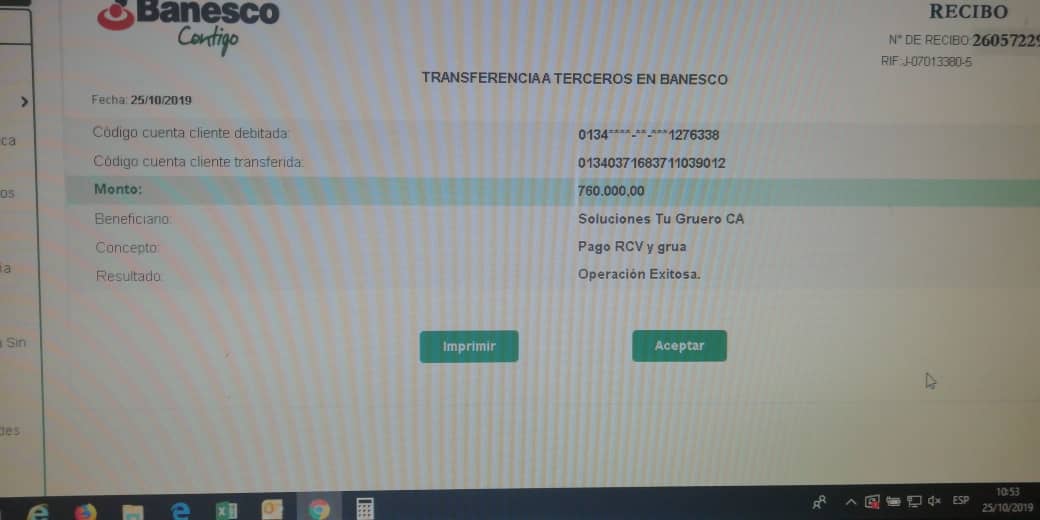 Banesco
Contigo
RECIBO
N° DE RECIBO: 26057229
RIF:J-07013380-5
TRANSFERENCIA A TERCEROS EN BANESCO
Fecha: 25/10/2019
Código cuenta cliente debitada: 0134****-**-***1276338
Código cuenta cliente transferida: 01340371683711039012
Monto: 760.000,00
Beneficiario: Soluciones Tu Gruero CA
Concepto: Pago RCV y grua
Resultado: Operación Exitosa.
Imprimir Aceptar
ca
os
ia
a Sin
des
ESP
10:53
25/10/2019